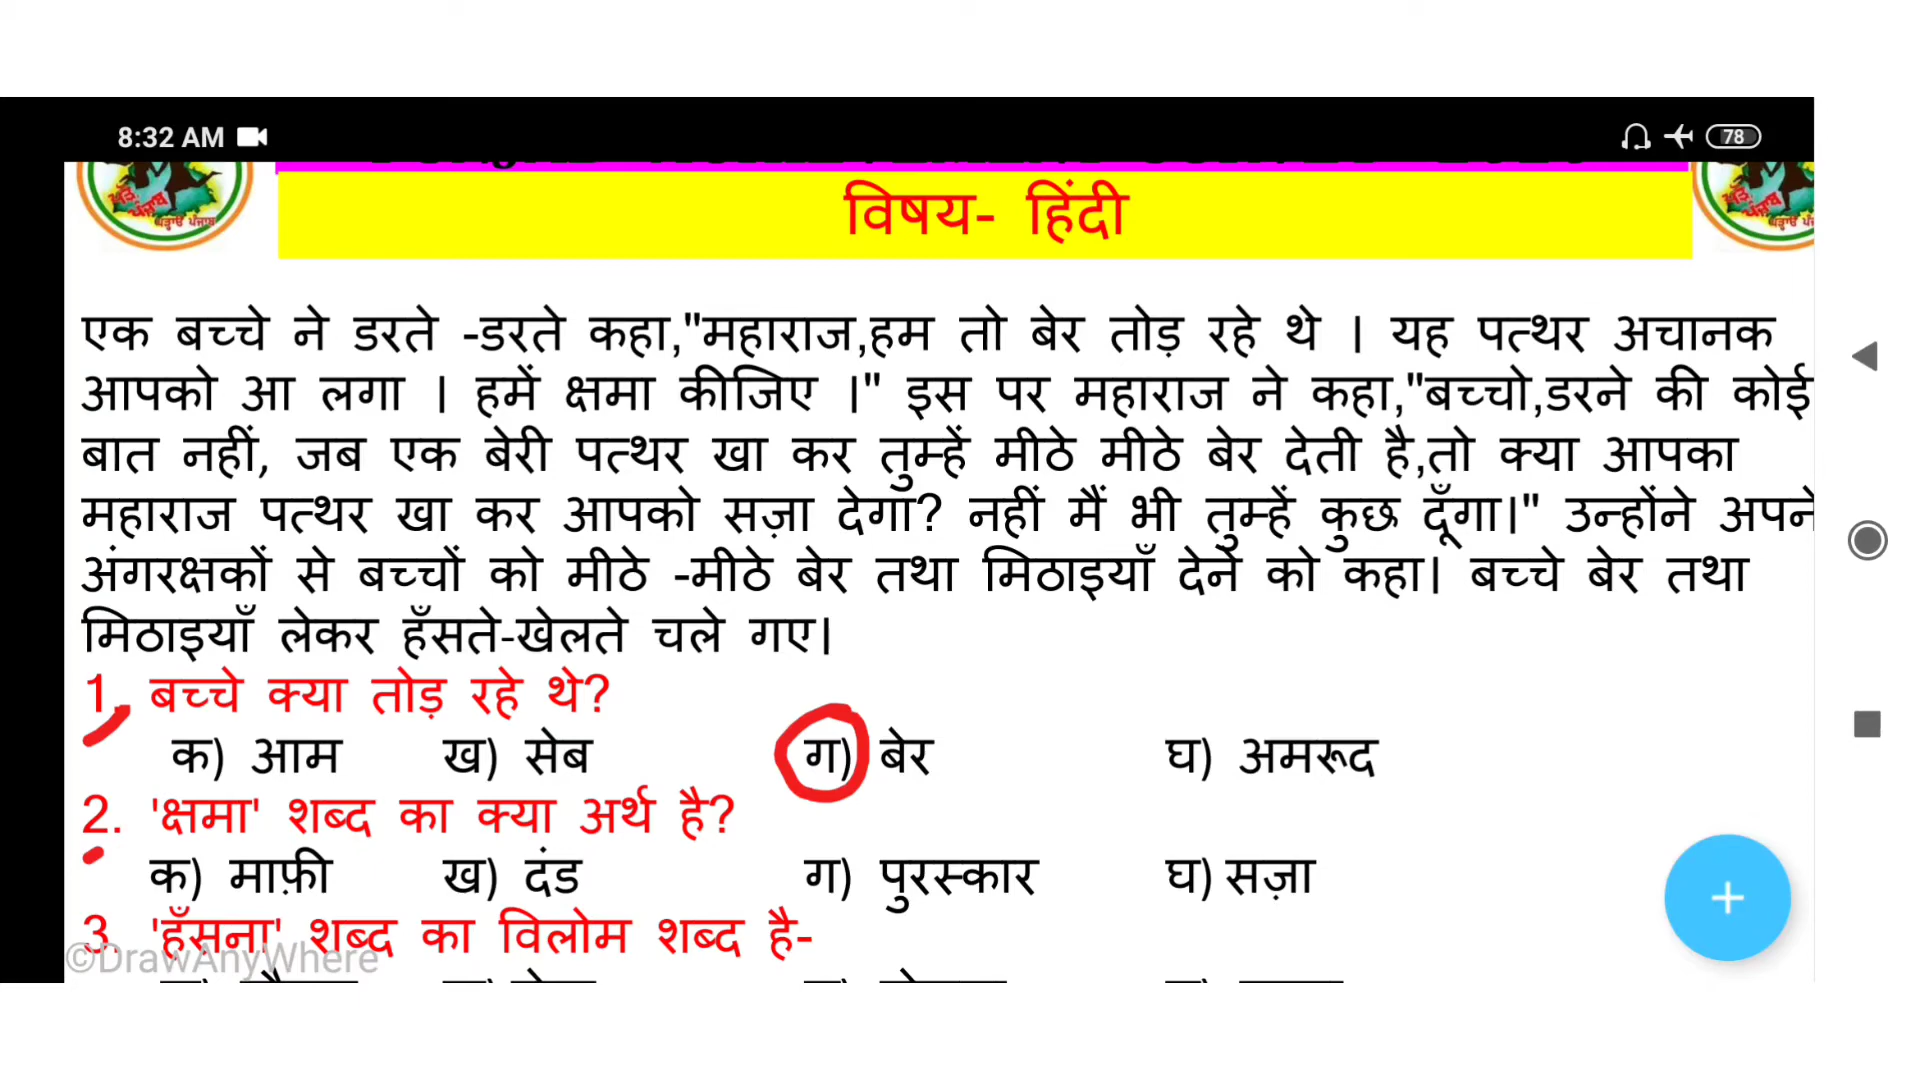 8:32 AM
78
विषय- हिंदी
एक बच्चे ने डरते -डरते कहा,"महाराज,हम तो बेर तोड़ रहे थे । यह पत्थर अचानक
आपको आ लगा । हमें क्षमा कीजिए ।" इस पर महाराज ने कहा,"बच्चो,डरने की कोई
बात नहीं, जब एक बेरी पत्थर खा कर तुम्हें मीठे मीठे बेर देती है,तो क्या आपका
महाराज पत्थर खा कर आपको सज़ा देगा? नहीं मैं भी तुम्हें कुछ दूँगा।" उन्होंने अपने
अंगरक्षकों से बच्चों को मीठे -मीठे बेर तथा मिठाइयाँ देने को कहा। बच्चे बेर तथा
मिठाइयाँ लेकर हँसते-खेलते चले गए।
1. बच्चे क्या तोड़ रहे थे?
क) आम ख) सेब ग) बेर घ) अमरूद
2. 'क्षमा' शब्द का क्या अर्थ है?
क) माफ़ी ख) दंड ग) पुरस्कार घ) सज़ा
3. 'हँसना' शब्द का विलोम शब्द है-
©DrawAnyWhere